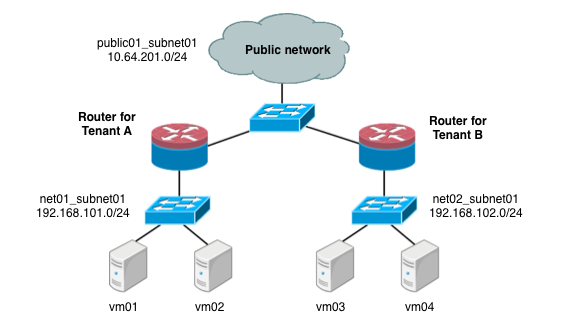 public01_subnet01
10.64.201.0/24
Public network
Router for
Tenant A
Router for
Tenant B
net01_subnet01
192.168.101.0/24
net02_subnet01
192.168.102.0/24
vm01
vm02
vm03
vm04